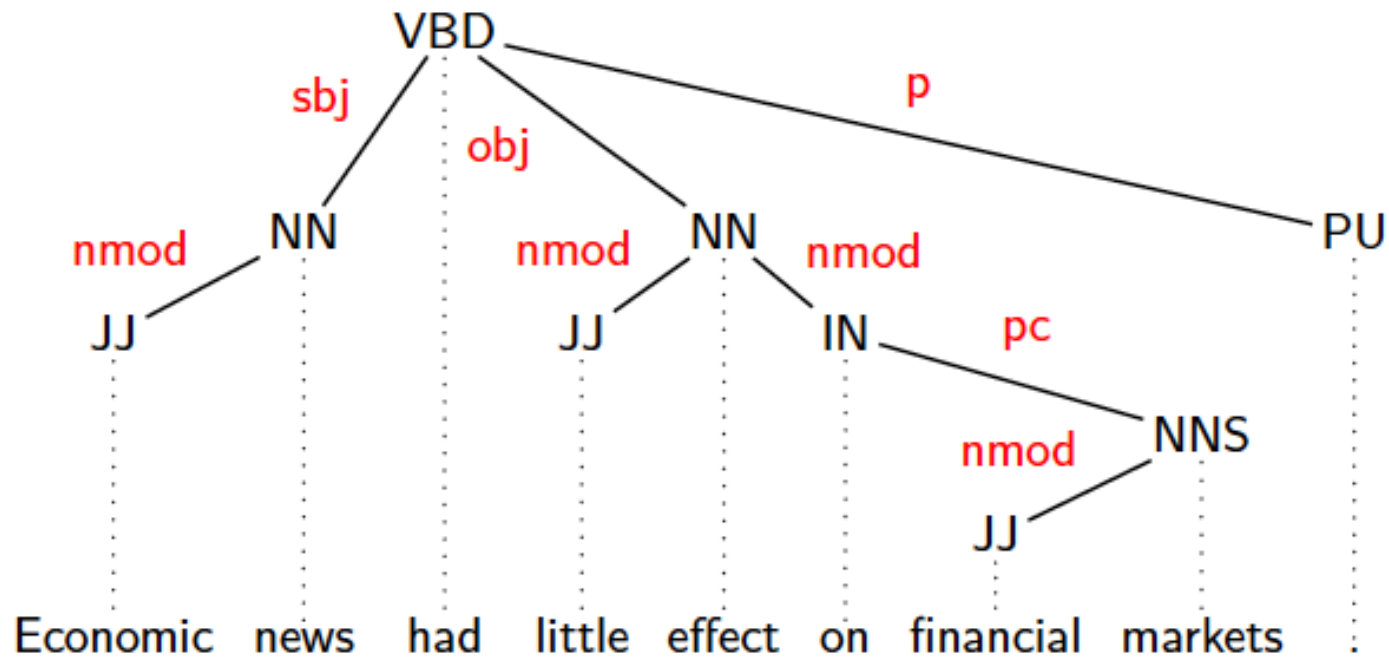 VBD
sbj p
obj
nmod NN nmod NN nmod PU
JJ JJ IN pc
nmod NNS
JJ
Economic news had little effect on financial markets .